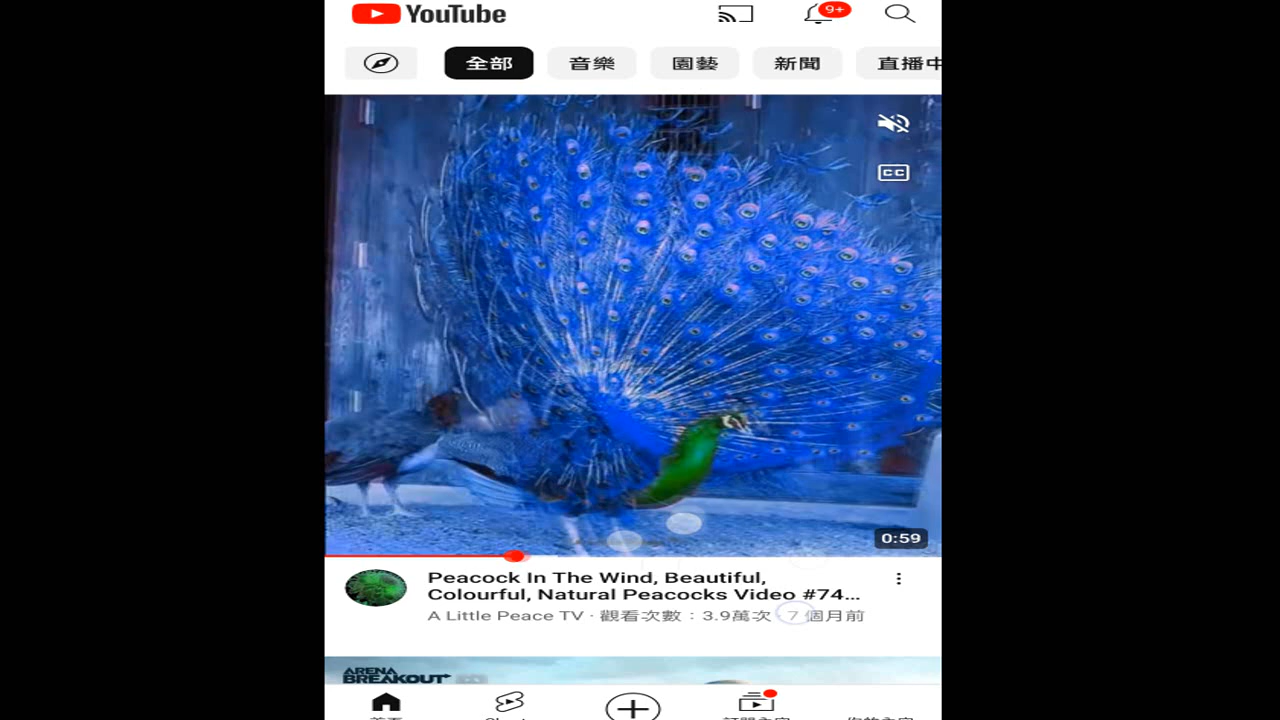 YouTube
9+
全部 音樂 園藝 新聞 直播中
CC
0:59
Peacock In The Wind, Beautiful,
Colourful, Natural Peacocks Video #74...
A Little Peace TV · 觀看次數：3.9萬次 · 7 個月前
ARENA
BREAKOUT